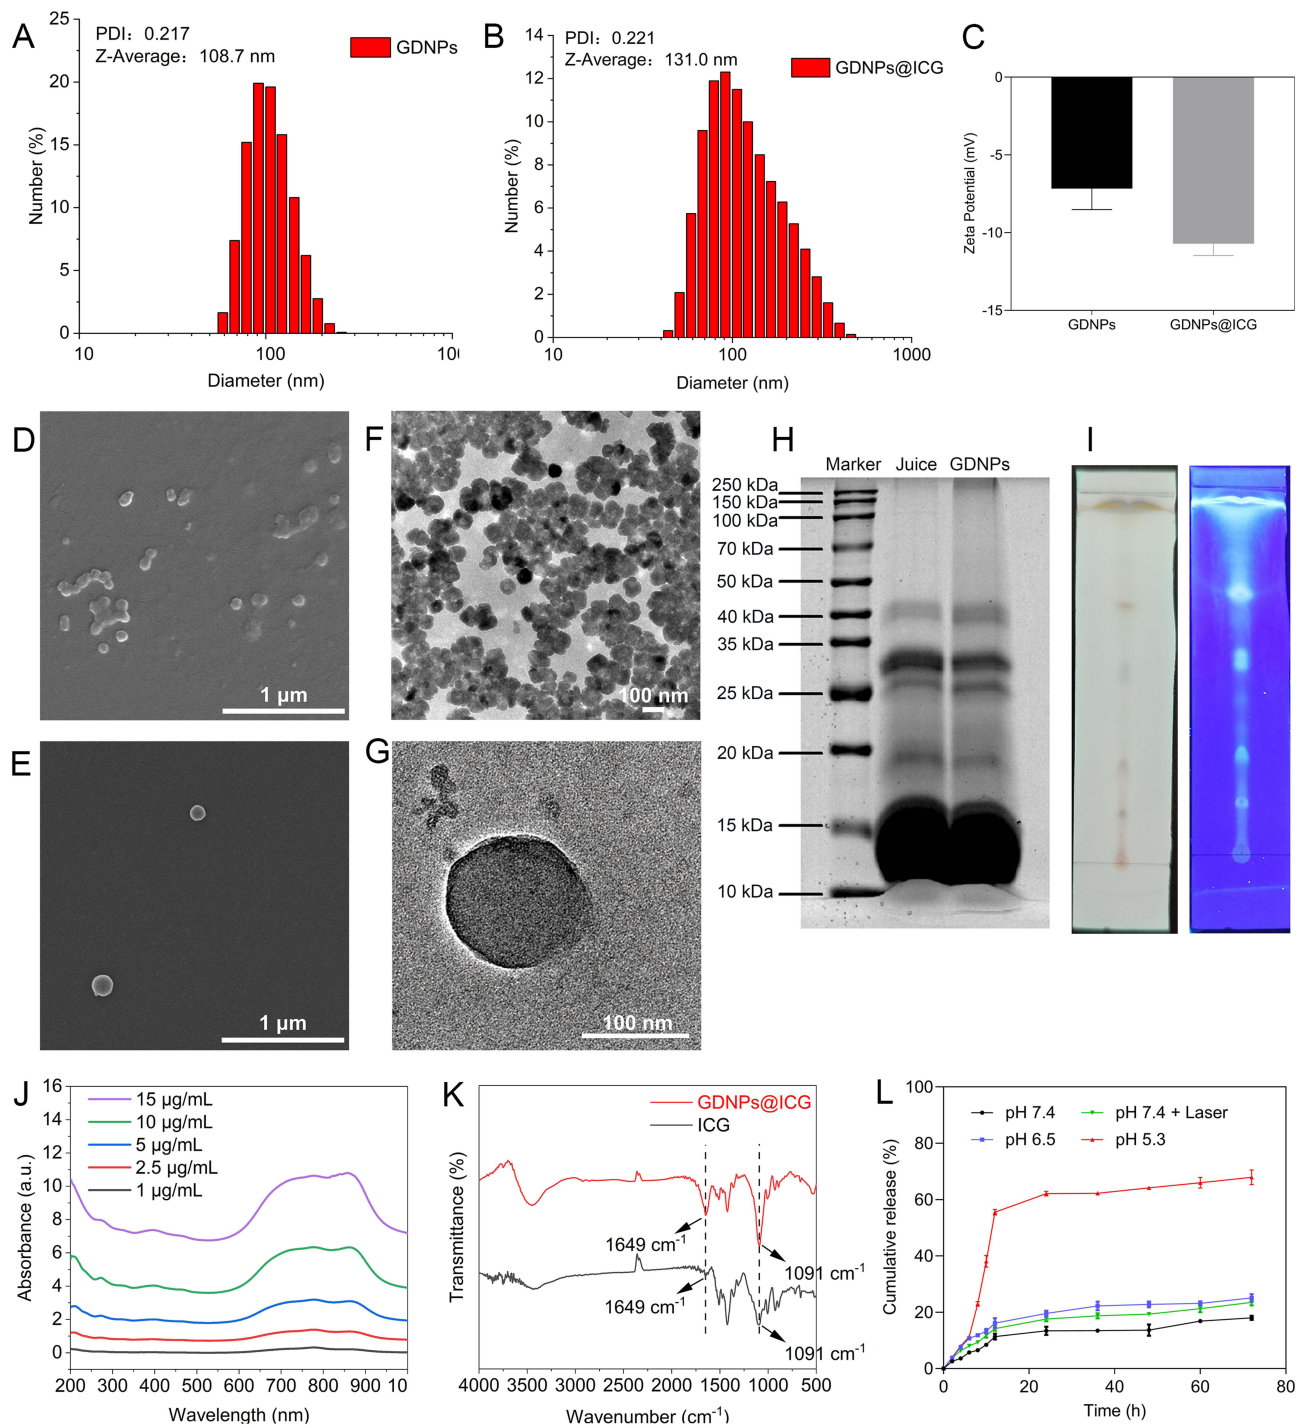 A
PDI：0.217
Z-Average：108.7 nm
GDNPs
25
20
15
10
5
0
Number (%)
10
100
10
Diameter (nm)
B
PDI：0.221
Z-Average：131.0 nm
GDNPs@ICG
14
12
10
8
6
4
2
0
Number (%)
10
100
1000
Diameter (nm)
C
0
-5
-10
-15
Zeta Potential (mV)
GDNPs
GDNPs@ICG
D
1 μm
E
1 μm
F
100 nm
G
100 nm
H
Marker Juice GDNPs
250 kDa
150 kDa
100 kDa
70 kDa
50 kDa
40 kDa
35 kDa
25 kDa
20 kDa
15 kDa
10 kDa
I
J
15 μg/mL
10 μg/mL
5 μg/mL
2.5 μg/mL
1 μg/mL
16
14
12
10
8
6
4
2
0
Absorbance (a.u.)
200 300 400 500 600 700 800 900 10
Wavelength (nm)
K
GDNPs@ICG
ICG
Transmittance (%)
1649 cm⁻¹
1091 cm⁻¹
1649 cm⁻¹
1091 cm⁻¹
4000 3500 3000 2500 2000 1500 1000 500
Wavenumber (cm⁻¹)
L
pH 7.4
pH 7.4 + Laser
pH 6.5
pH 5.3
100
80
60
40
20
0
Cumulative release (%)
0 20 40 60 80
Time (h)